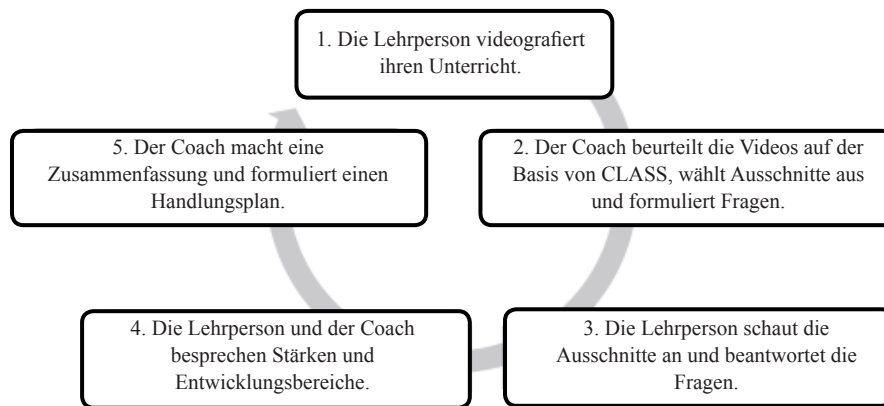 1. Die Lehrperson videografiert
ihren Unterricht.
2. Der Coach beurteilt die Videos auf der
Basis von CLASS, wählt Ausschnitte aus
und formuliert Fragen.
3. Die Lehrperson schaut die
Ausschnitte an und beantwortet die
Fragen.
4. Die Lehrperson und der Coach
besprechen Stärken und
Entwicklungsbereiche.
5. Der Coach macht eine
Zusammenfassung und formuliert einen
Handlungsplan.